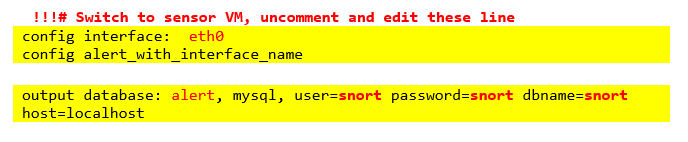 !!!# Switch to sensor VM, uncomment and edit these line
config interface:  eth0
config alert_with_interface_name
output database: alert, mysql, user=snort password=snort dbname=snort
host=localhost